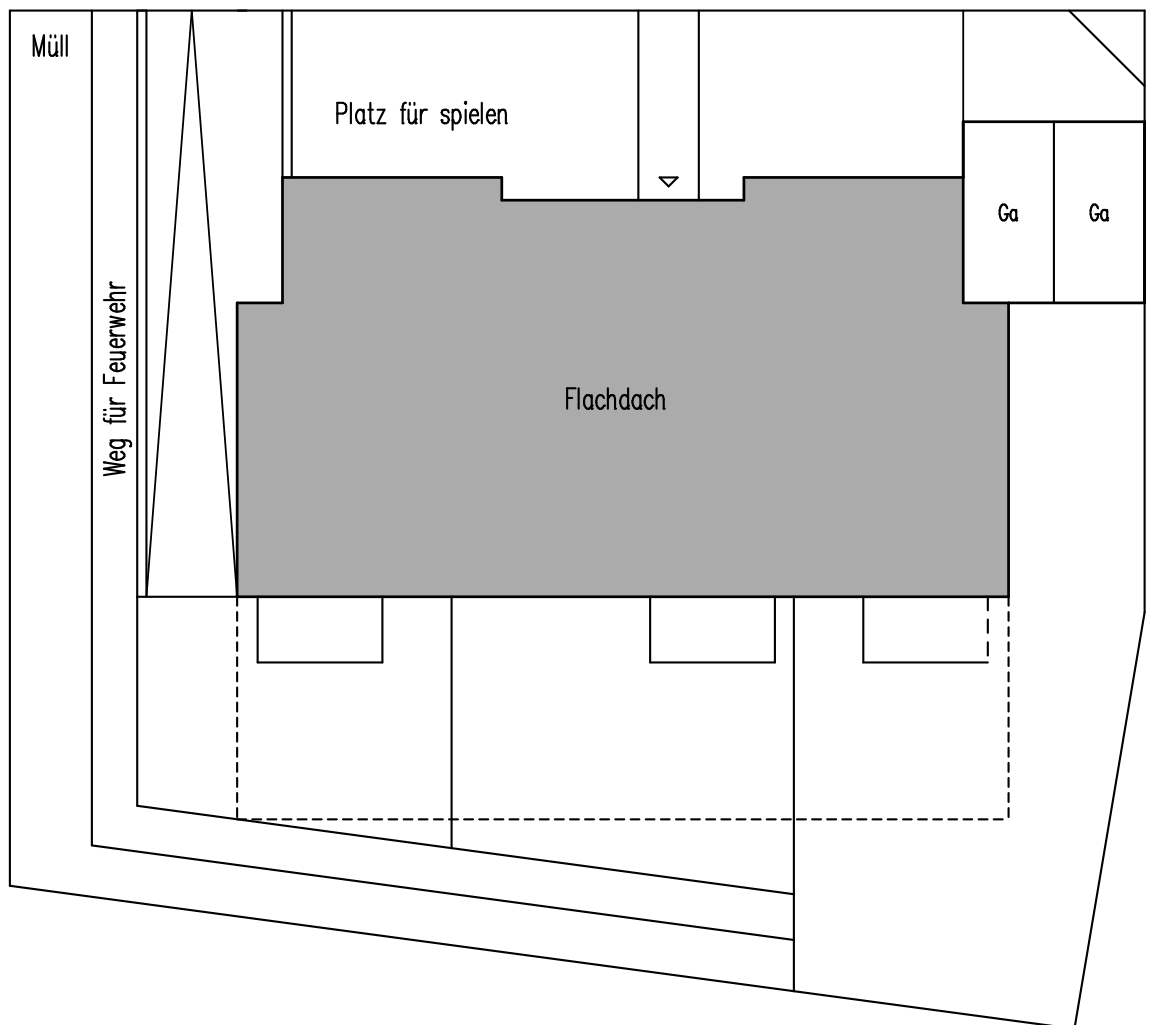 Müll
Platz für spielen
Ga
Ga
Weg für Feuerwehr
Flachdach